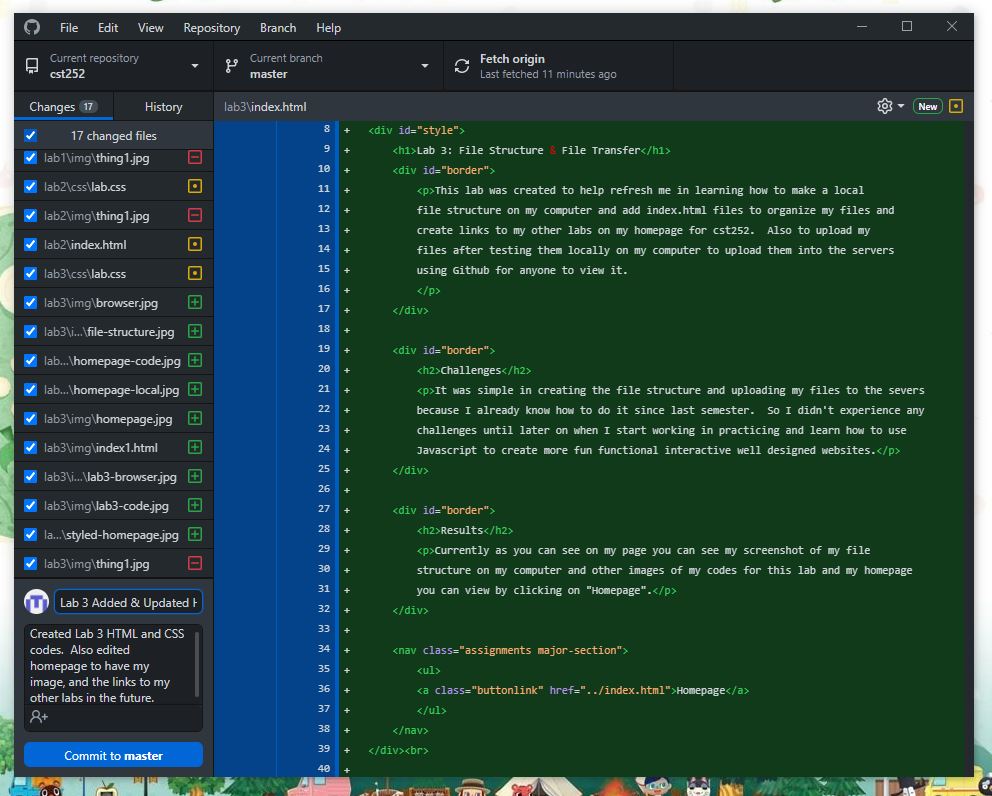 File Edit View Repository Branch Help
Current repository
cst252
Current branch
master
Fetch origin
Last fetched 11 minutes ago
Changes 17 History
lab3\index.html
New
17 changed files
lab1\img\thing1.jpg
lab2\css\lab.css
lab2\img\thing1.jpg
lab2\index.html
lab3\css\lab.css
lab3\img\browser.jpg
lab3\i...\file-structure.jpg
lab...\homepage-code.jpg
lab...\homepage-local.jpg
lab3\img\homepage.jpg
lab3\img\index1.html
lab3\i...\lab3-browser.jpg
lab3\img\lab3-code.jpg
la...\styled-homepage.jpg
lab3\img\thing1.jpg
Lab 3 Added & Updated H
Created Lab 3 HTML and CSS
codes. Also edited
homepage to have my
image, and the links to my
other labs in the future.
Commit to master
8 + <div id="style">
9 + <h1>Lab 3: File Structure & File Transfer</h1>
10 + <div id="border">
11 + <p>This lab was created to help refresh me in learning how to make a local
12 + file structure on my computer and add index.html files to organize my files and
13 + create links to my other labs on my homepage for cst252.  Also to upload my
14 + files after testing them locally on my computer to upload them into the servers
15 + using Github for anyone to view it.
16 + </p>
17 + </div>
18 +
19 + <div id="border">
20 + <h2>Challenges</h2>
21 + <p>It was simple in creating the file structure and uploading my files to the severs
22 + because I already know how to do it since last semester.  So I didn't experience any
23 + challenges until later on when I start working in practicing and learn how to use
24 + Javascript to create more fun functional interactive well designed websites.</p>
25 + </div>
26 +
27 + <div id="border">
28 + <h2>Results</h2>
29 + <p>Currently as you can see on my page you can see my screenshot of my file
30 + structure on my computer and other images of my codes for this lab and my homepage
31 + you can view by clicking on "Homepage".</p>
32 + </div>
33 +
34 + <nav class="assignments major-section">
35 + <ul>
36 + <a class="buttonlink" href="../index.html">Homepage</a>
37 + </ul>
38 + </nav>
39 + </div><br>
40 +